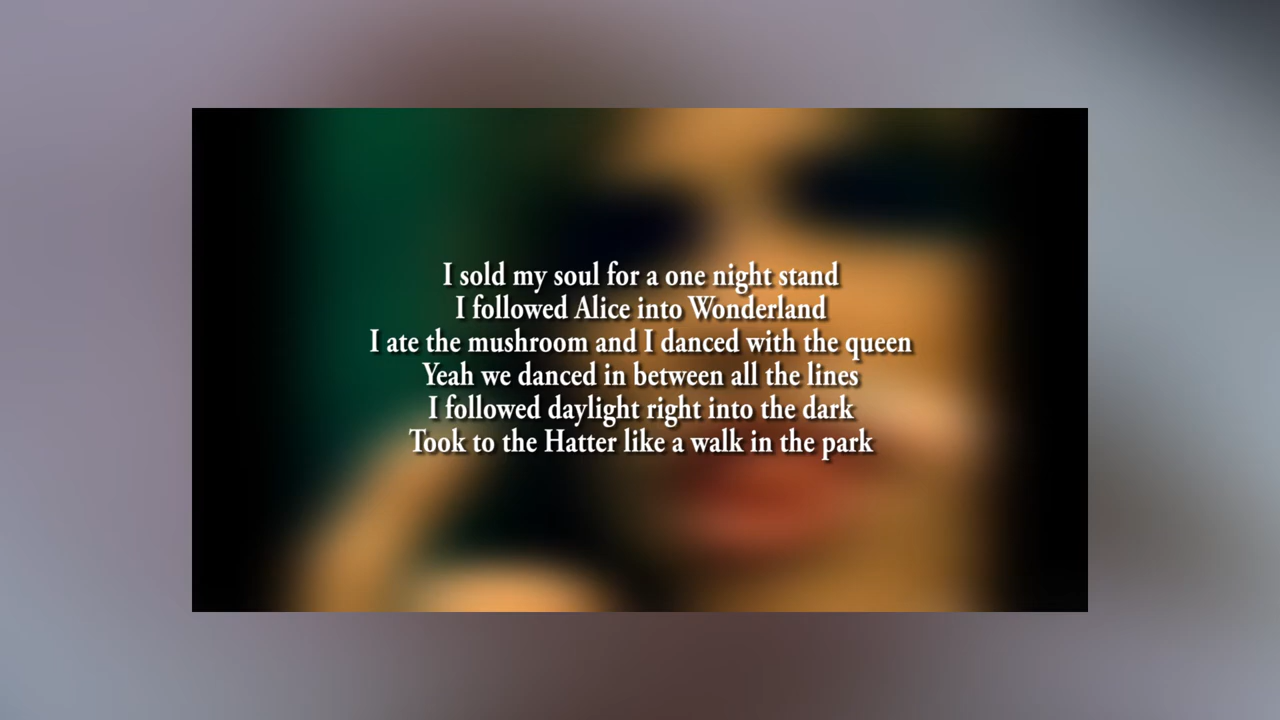 I sold my soul for a one night stand
I followed Alice into Wonderland
I ate the mushroom and I danced with the queen
Yeah we danced in between all the lines
I followed daylight right into the dark
Took to the Hatter like a walk in the park